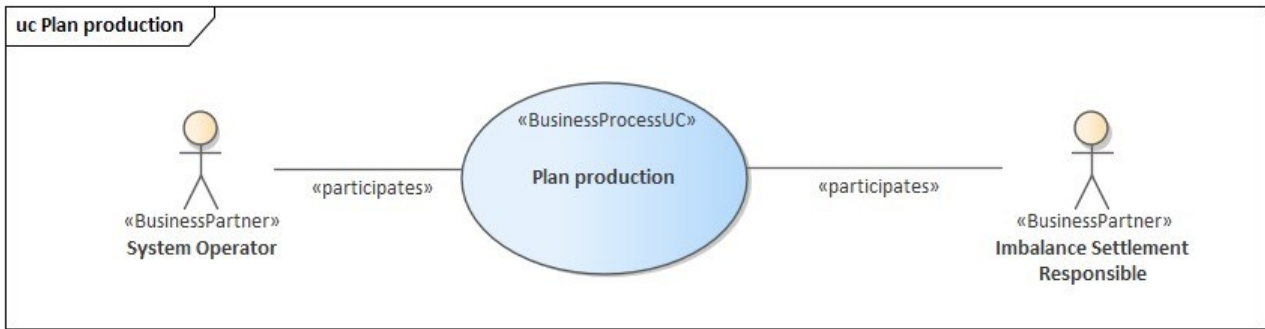 uc Plan production
«BusinessProcessUC»
Plan production
«participates»
«participates»
«BusinessPartner»
System Operator
«BusinessPartner»
Imbalance Settlement
Responsible